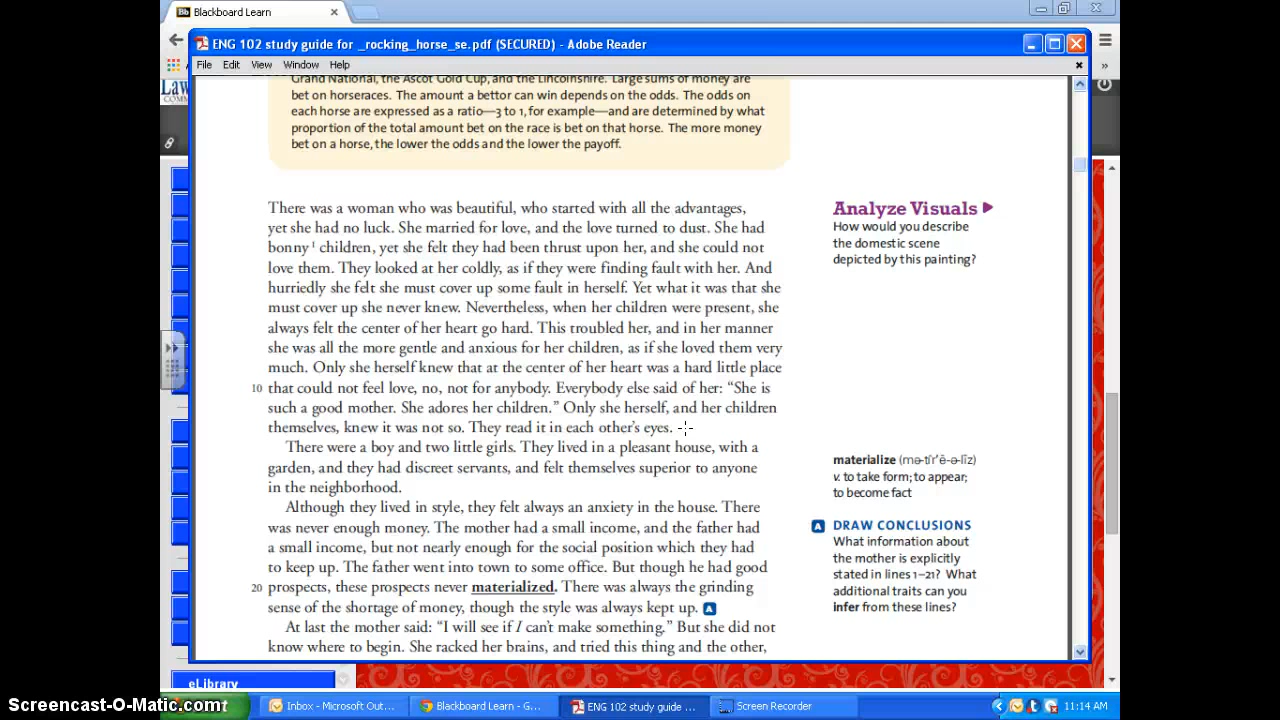 Blackboard Learn
ENG 102 study guide for _rocking_horse_se.pdf (SECURED) - Adobe Reader
File Edit View Window Help
Grand National, the Ascot Gold Cup, and the Lincolnshire. Large sums of money are
bet on horseraces. The amount a bettor can win depends on the odds. The odds on
each horse are expressed as a ratio—3 to 1, for example—and are determined by what
proportion of the total amount bet on the race is bet on that horse. The more money
bet on a horse, the lower the odds and the lower the payoff.
There was a woman who was beautiful, who started with all the advantages,
yet she had no luck. She married for love, and the love turned to dust. She had
bonny 1 children, yet she felt they had been thrust upon her, and she could not
love them. They looked at her coldly, as if they were finding fault with her. And
hurriedly she felt she must cover up some fault in herself. Yet what it was that she
must cover up she never knew. Nevertheless, when her children were present, she
always felt the center of her heart go hard. This troubled her, and in her manner
she was all the more gentle and anxious for her children, as if she loved them very
much. Only she herself knew that at the center of her heart was a hard little place
10 that could not feel love, no, not for anybody. Everybody else said of her: “She is
such a good mother. She adores her children.” Only she herself, and her children
themselves, knew it was not so. They read it in each other’s eyes.
There were a boy and two little girls. They lived in a pleasant house, with a
garden, and they had discreet servants, and felt themselves superior to anyone
in the neighborhood.
Although they lived in style, they felt always an anxiety in the house. There
was never enough money. The mother had a small income, and the father had
a small income, but not nearly enough for the social position which they had
to keep up. The father went into town to some office. But though he had good
20 prospects, these prospects never materialized. There was always the grinding
sense of the shortage of money, though the style was always kept up. A
At last the mother said: “I will see if I can’t make something.” But she did not
know where to begin. She racked her brains, and tried this thing and the other,
Analyze Visuals
How would you describe
the domestic scene
depicted by this painting?
materialize (mə-tîr′ē-ə-līz)
v. to take form; to appear;
to become fact
A DRAW CONCLUSIONS
What information about
the mother is explicitly
stated in lines 1–21? What
additional traits can you
infer from these lines?
Law
eLibrary
Screencast-O-Matic.com
Inbox - Microsoft Out...
Blackboard Learn - G...
ENG 102 study guide ...
Screen Recorder
11:14 AM